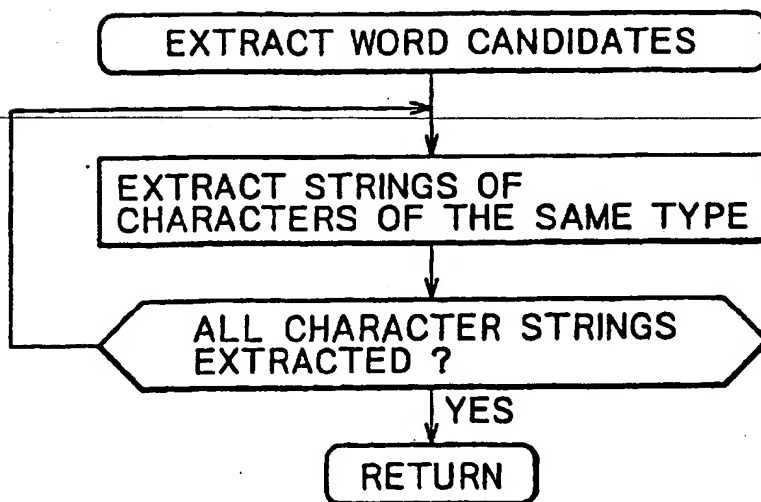 EXTRACT WORD CANDIDATES
EXTRACT STRINGS OF
CHARACTERS OF THE SAME TYPE
ALL CHARACTER STRINGS
EXTRACTED ?
YES
RETURN